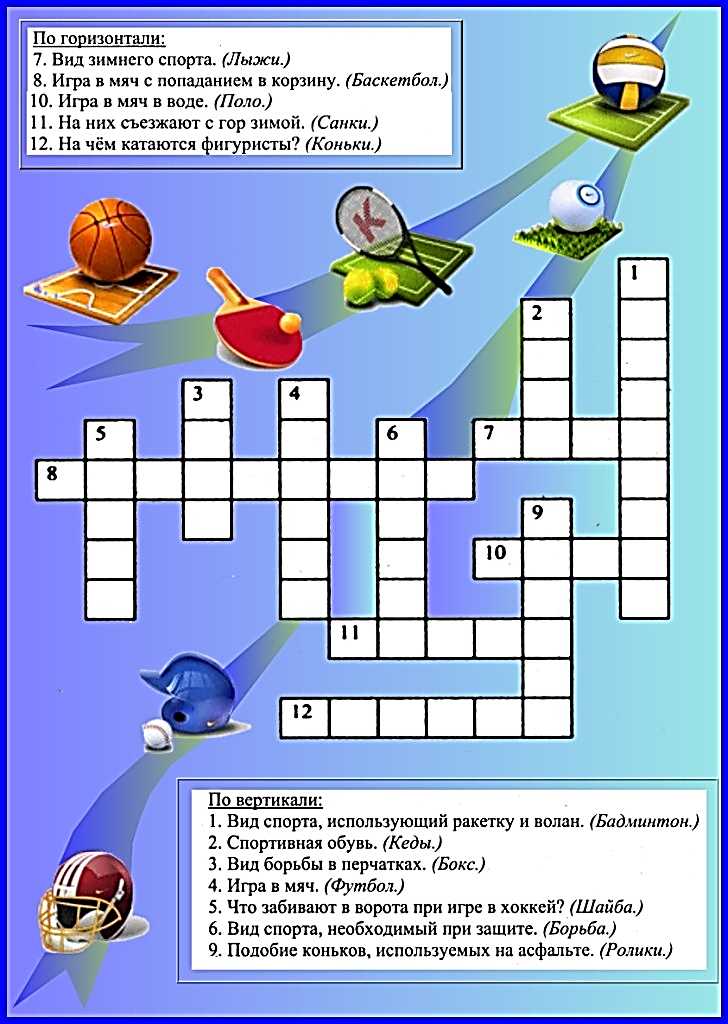 По горизонтали:
7. Вид зимнего спорта. (Лыжи.)
8. Игра в мяч с попаданием в корзину. (Баскетбол.)
10. Игра в мяч в воде. (Поло.)
11. На них съезжают с гор зимой. (Санки.)
12. На чём катаются фигуристы? (Коньки.)
K
1
2
3 4
5 6 7
8
9
10
11
12
По вертикали:
1. Вид спорта, использующий ракетку и волан. (Бадминтон.)
2. Спортивная обувь. (Кеды.)
3. Вид борьбы в перчатках. (Бокс.)
4. Игра в мяч. (Футбол.)
5. Что забивают в ворота при игре в хоккей? (Шайба.)
6. Вид спорта, необходимый при защите. (Борьба.)
9. Подобие коньков, используемых на асфальте. (Ролики.)